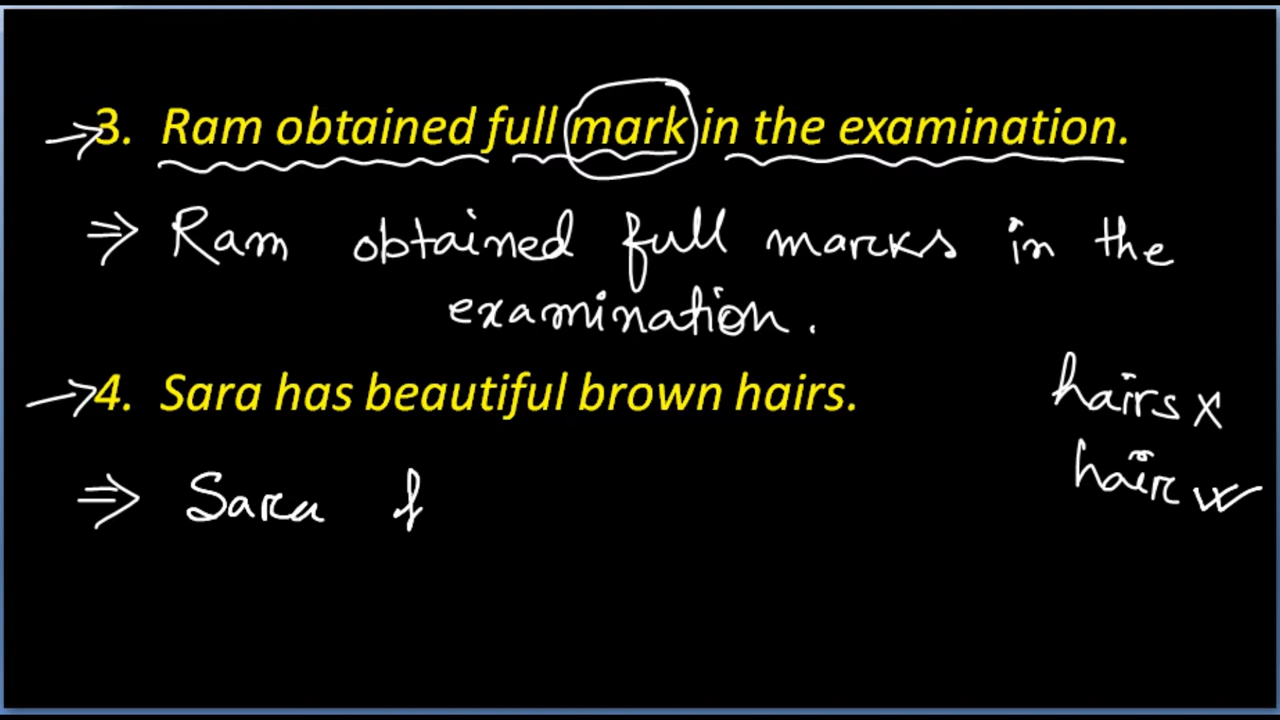 3. Ram obtained full mark in the examination.
⇒ Ram obtained full marks in the
examination.
4. Sara has beautiful brown hairs.
hairs x
hair ✓
⇒ Sara